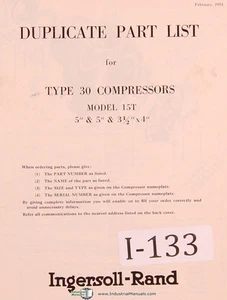 February, 1951
DUPLICATE PART LIST
for
TYPE 30 COMPRESSORS
MODEL 15T
5" & 5" & 3½" x 4"
When ordering parts, please give:
(1) The PART NUMBER as listed
(2) The NAME of the part as listed
(3) The SIZE and TYPE as given on the Compressor nameplate.
(4) The SERIAL NUMBER as given on the Compressor nameplate.
By giving complete information you will enable us to fill your order correctly and
avoid unnecessary delays.
Refer all communications to the nearest address listed on the back cover.
I-133
Ingersoll-Rand
www.IndustrialManuals.com